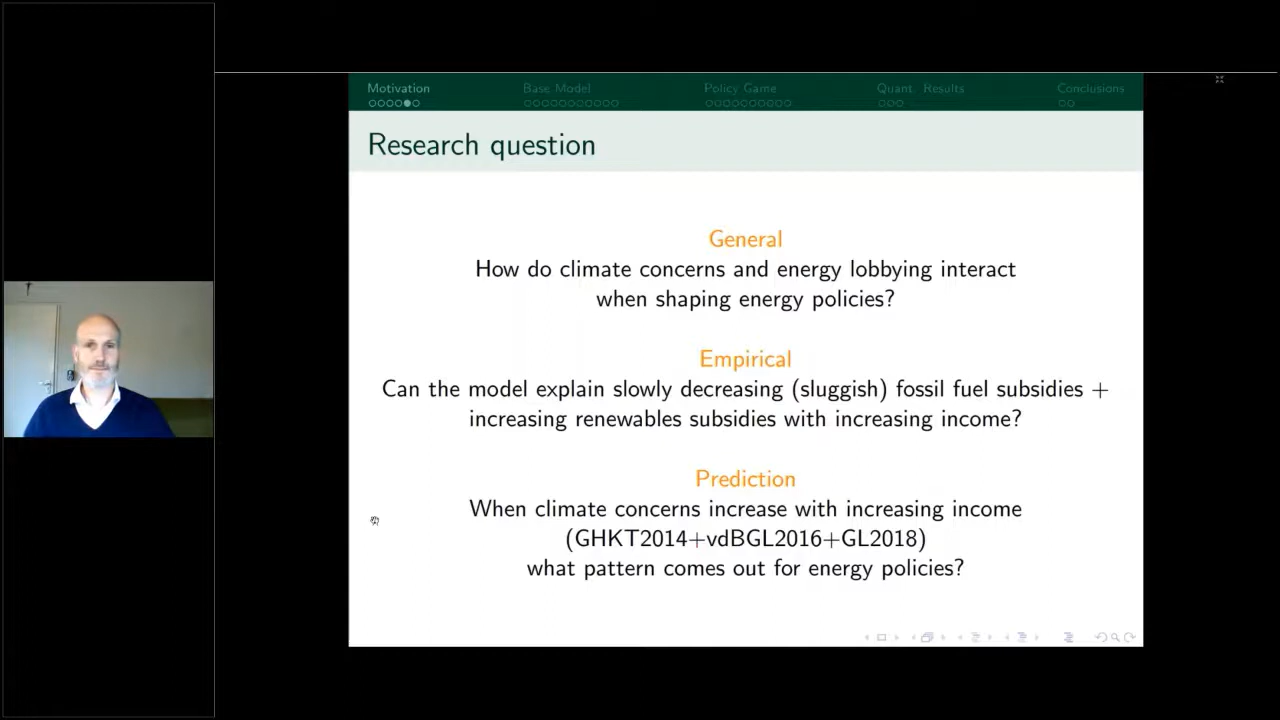 Motivation
Base Model
Policy Game
Quant. Results
Conclusions
Research question
General
How do climate concerns and energy lobbying interact
when shaping energy policies?
Empirical
Can the model explain slowly decreasing (sluggish) fossil fuel subsidies +
increasing renewables subsidies with increasing income?
Prediction
When climate concerns increase with increasing income
(GHKT2014+vdBGL2016+GL2018)
what pattern comes out for energy policies?